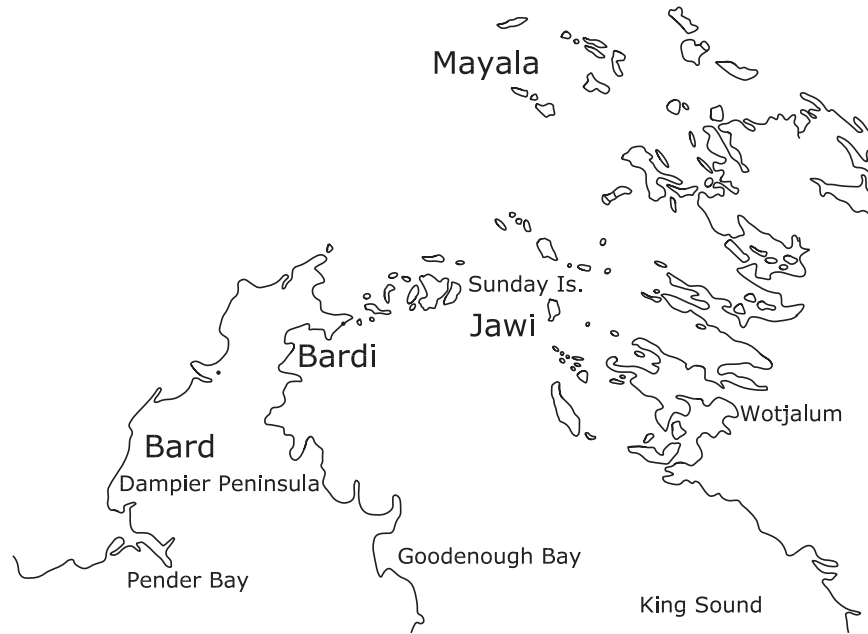 Mayala
Sunday Is.
Jawi
Bardi
Wotjalum
Bard
Dampier Peninsula
Goodenough Bay
Pender Bay
King Sound